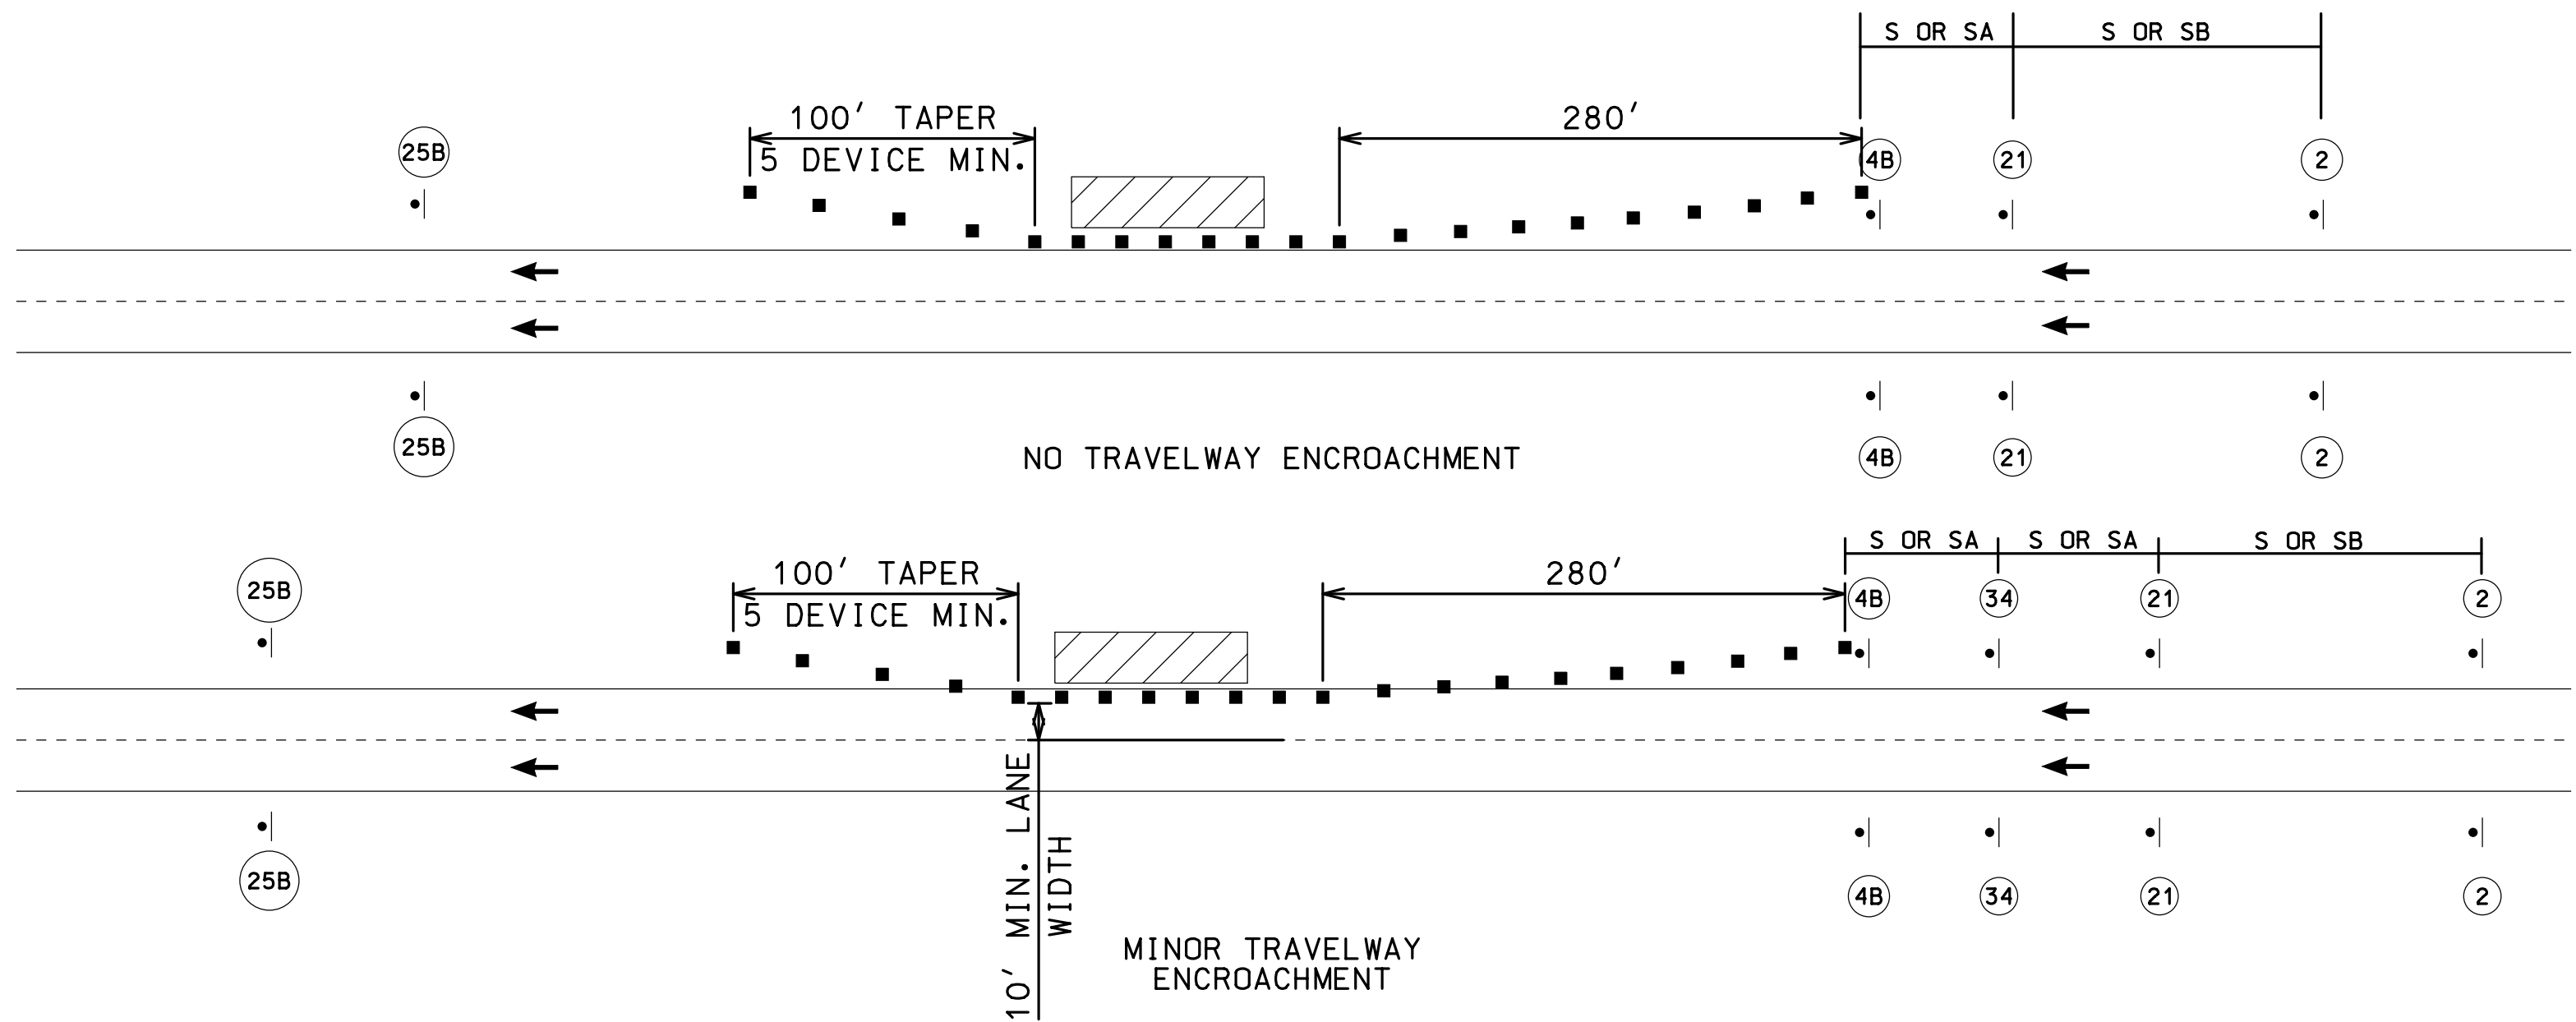 S OR SA
S OR SB
100' TAPER
280'
25B
5 DEVICE MIN.
4B
21
2
25B
NO TRAVELWAY ENCROACHMENT
4B
21
2
S OR SA
S OR SA
S OR SB
100' TAPER
280'
25B
5 DEVICE MIN.
4B
34
21
2
10' MIN. LANE
WIDTH
25B
4B
34
21
2
MINOR TRAVELWAY
ENCROACHMENT